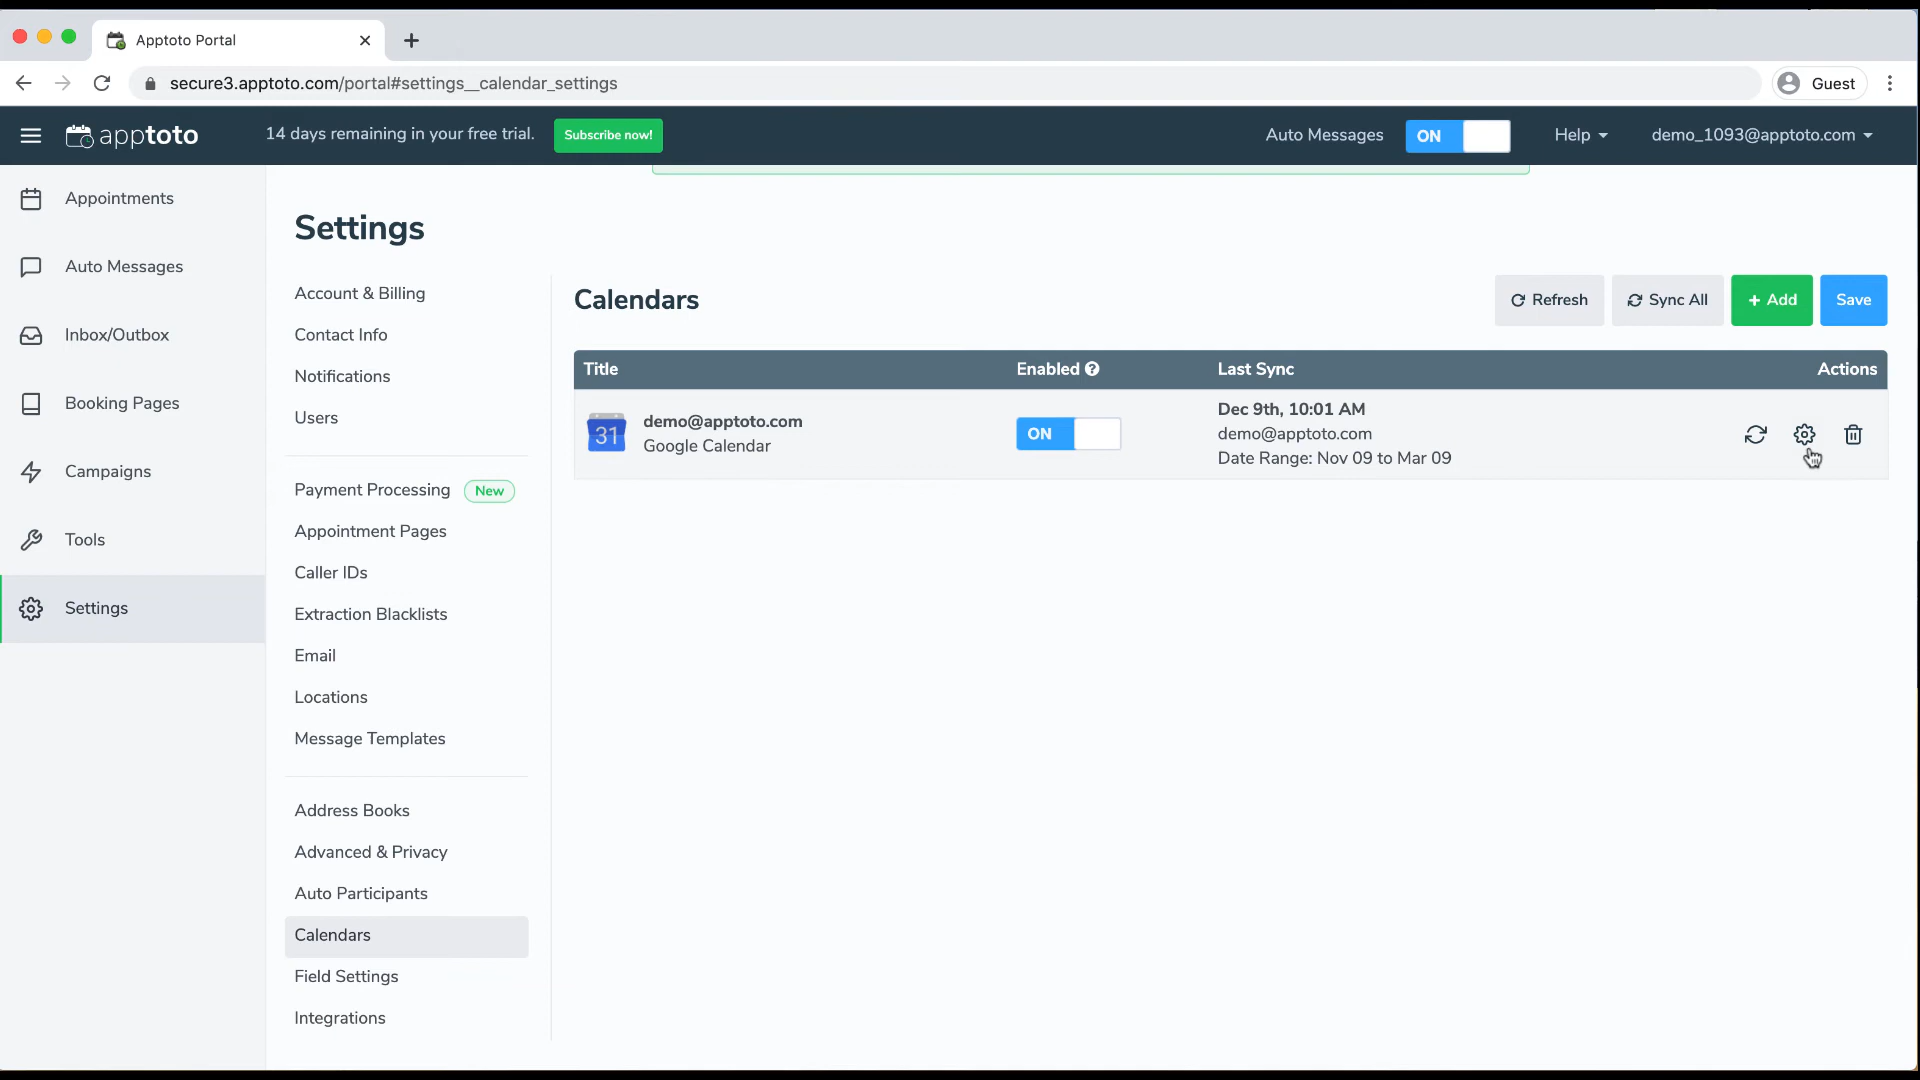 Apptoto Portal
secure3.apptoto.com/portal#settings__calendar_settings
Guest
apptoto
14 days remaining in your free trial.
Subscribe now!
Auto Messages
ON
Help
demo_1093@apptoto.com
Appointments
Auto Messages
Inbox/Outbox
Booking Pages
Campaigns
Tools
Settings
Settings
Account & Billing
Contact Info
Notifications
Users
Payment Processing New
Appointment Pages
Caller IDs
Extraction Blacklists
Email
Locations
Message Templates
Address Books
Advanced & Privacy
Auto Participants
Calendars
Field Settings
Integrations
Calendars
Refresh
Sync All
+ Add
Save
Title
Enabled ?
Last Sync
Actions
31
demo@apptoto.com
Google Calendar
ON
Dec 9th, 10:01 AM
demo@apptoto.com
Date Range: Nov 09 to Mar 09